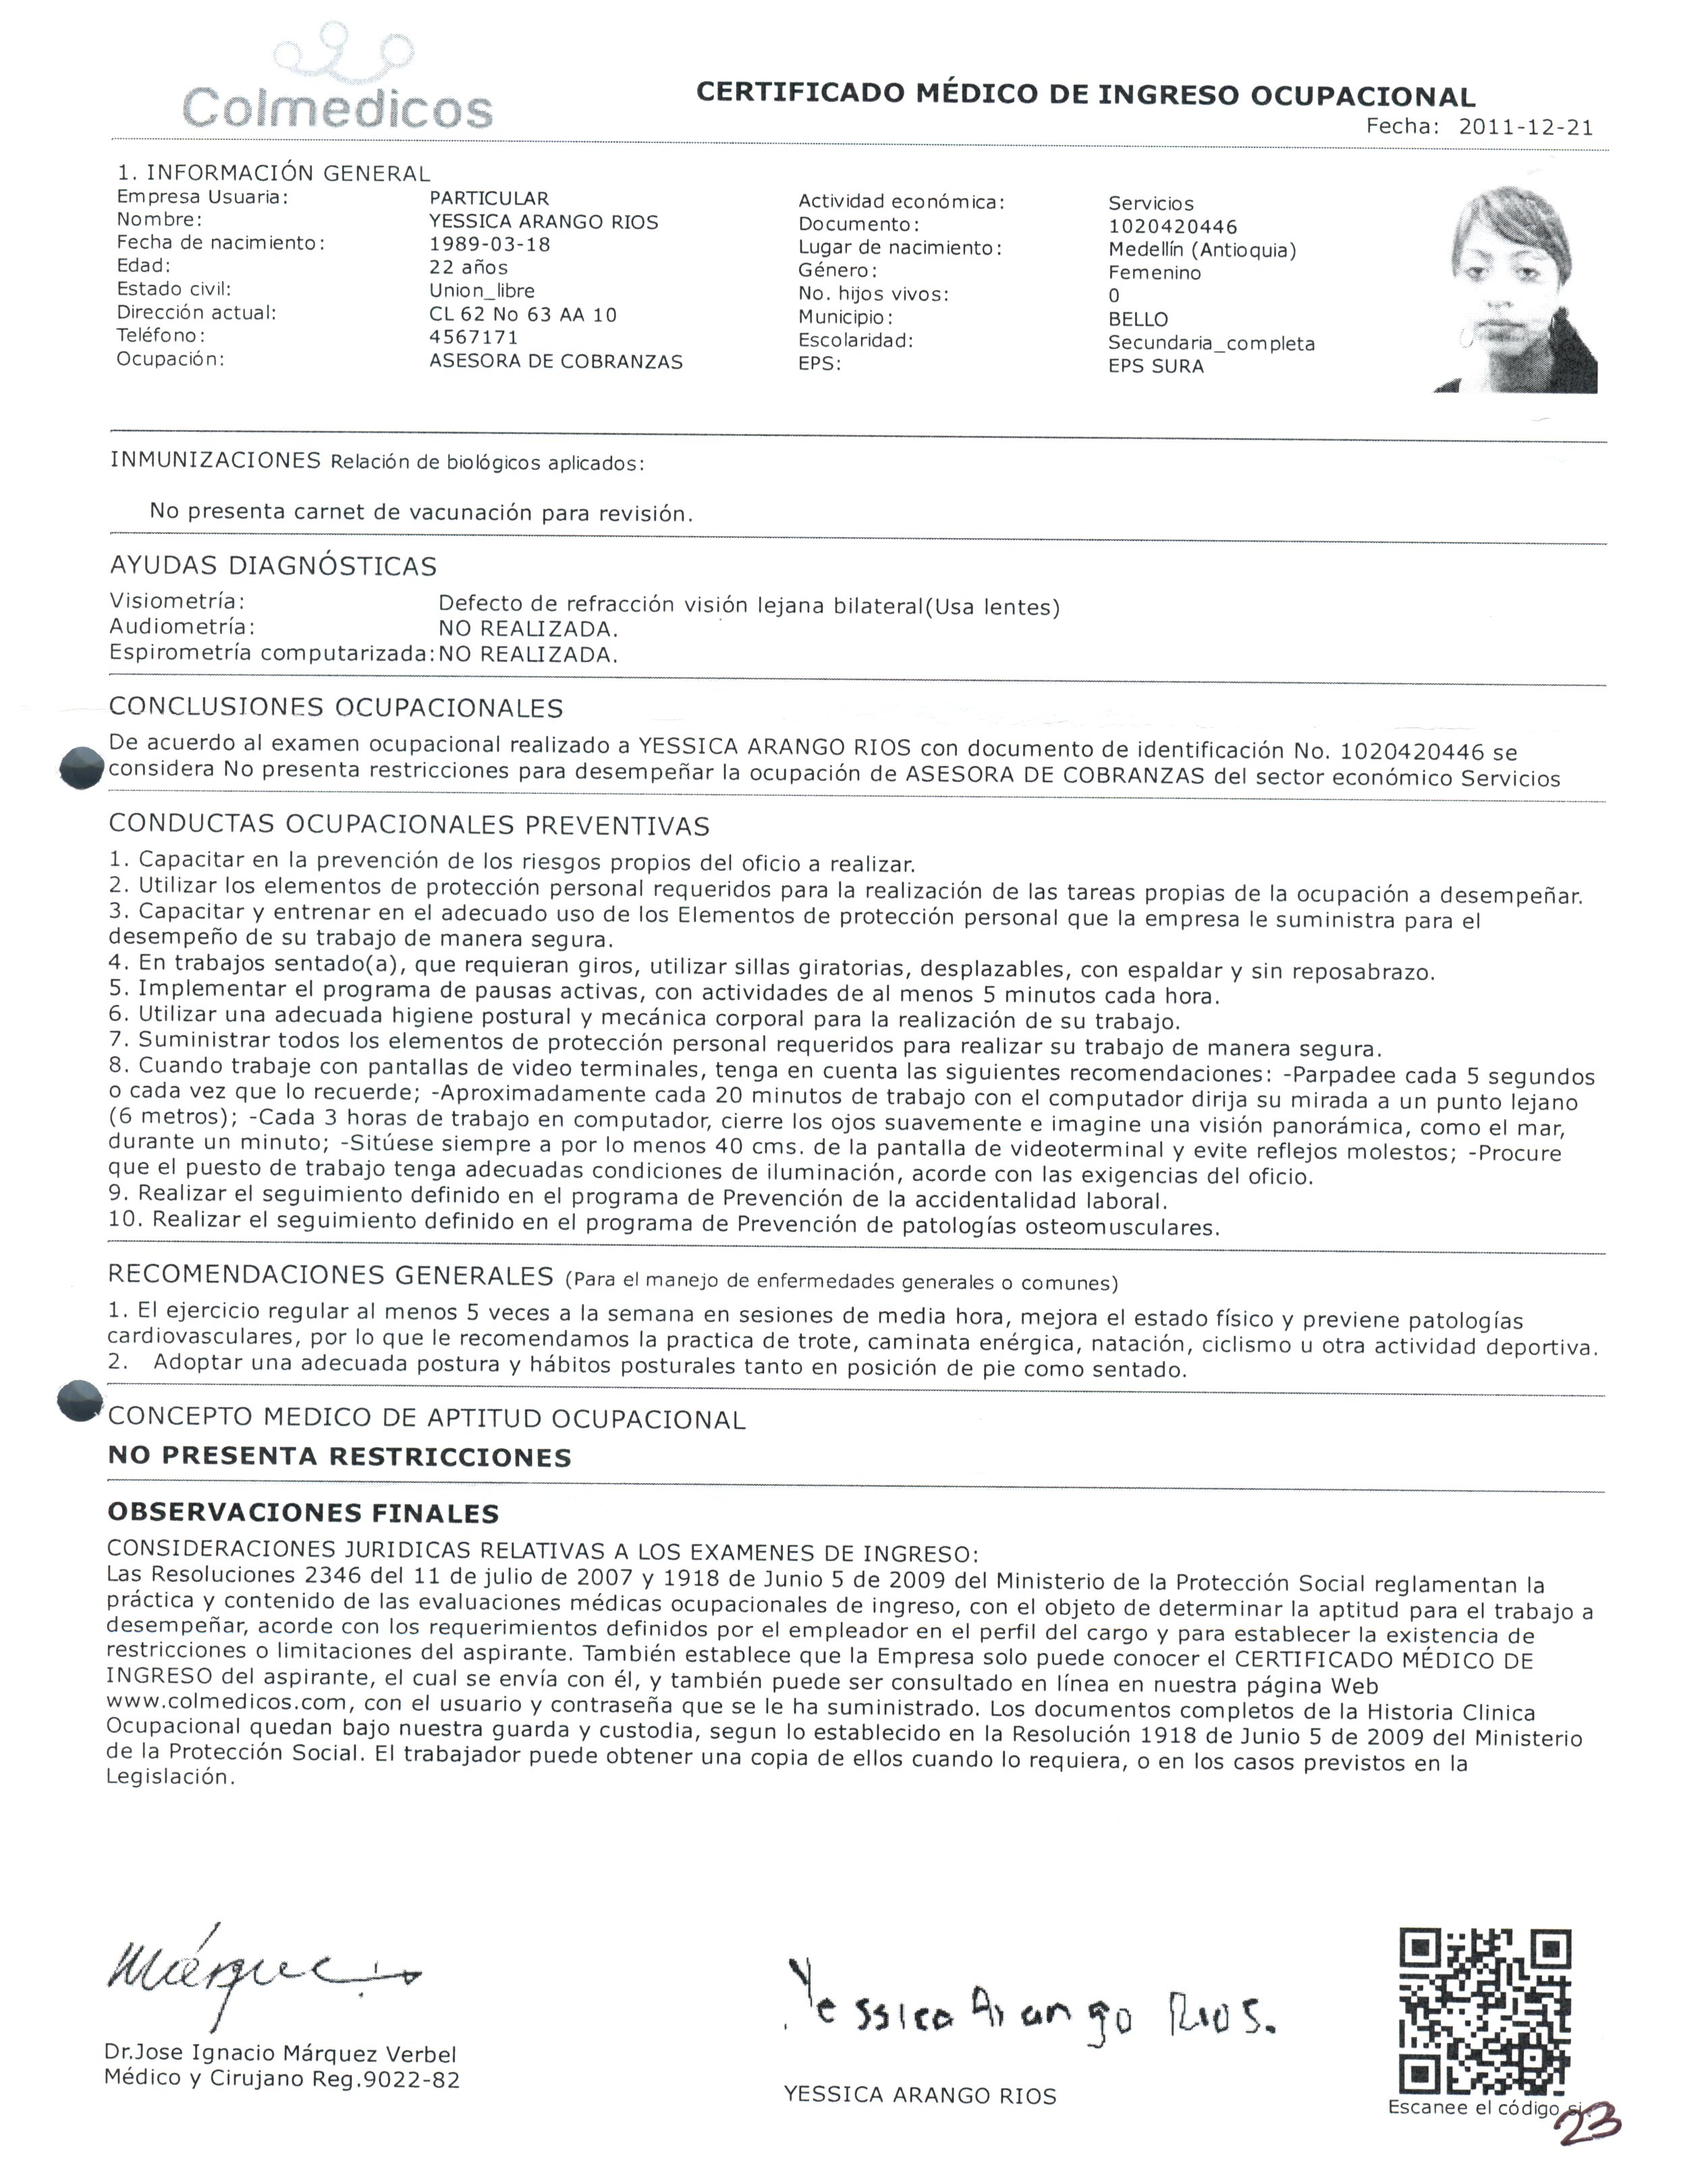 Colmedicos
CERTIFICADO MÉDICO DE INGRESO OCUPACIONAL
Fecha: 2011-12-21
1. INFORMACIÓN GENERAL
Empresa Usuaria: PARTICULAR Actividad económica: Servicios
Nombre: YESSICA ARANGO RIOS Documento: 1020420446
Fecha de nacimiento: 1989-03-18 Lugar de nacimiento: Medellín (Antioquia)
Edad: 22 años Género: Femenino
Estado civil: Union_libre No. hijos vivos: 0
Dirección actual: CL 62 No 63 AA 10 Municipio: BELLO
Teléfono: 4567171 Escolaridad: Secundaria_completa
Ocupación: ASESORA DE COBRANZAS EPS: EPS SURA
INMUNIZACIONES Relación de biológicos aplicados:
No presenta carnet de vacunación para revisión.
AYUDAS DIAGNÓSTICAS
Visiometría: Defecto de refracción visión lejana bilateral(Usa lentes)
Audiometría: NO REALIZADA.
Espirometría computarizada: NO REALIZADA.
CONCLUSIONES OCUPACIONALES
De acuerdo al examen ocupacional realizado a YESSICA ARANGO RIOS con documento de identificación No. 1020420446 se
considera No presenta restricciones para desempeñar la ocupación de ASESORA DE COBRANZAS del sector económico Servicios
CONDUCTAS OCUPACIONALES PREVENTIVAS
1. Capacitar en la prevención de los riesgos propios del oficio a realizar.
2. Utilizar los elementos de protección personal requeridos para la realización de las tareas propias de la ocupación a desempeñar.
3. Capacitar y entrenar en el adecuado uso de los Elementos de protección personal que la empresa le suministra para el
desempeño de su trabajo de manera segura.
4. En trabajos sentado(a), que requieran giros, utilizar sillas giratorias, desplazables, con espaldar y sin reposabrazo.
5. Implementar el programa de pausas activas, con actividades de al menos 5 minutos cada hora.
6. Utilizar una adecuada higiene postural y mecánica corporal para la realización de su trabajo.
7. Suministrar todos los elementos de protección personal requeridos para realizar su trabajo de manera segura.
8. Cuando trabaje con pantallas de video terminales, tenga en cuenta las siguientes recomendaciones: -Parpadee cada 5 segundos
o cada vez que lo recuerde; -Aproximadamente cada 20 minutos de trabajo con el computador dirija su mirada a un punto lejano
(6 metros); -Cada 3 horas de trabajo en computador, cierre los ojos suavemente e imagine una visión panorámica, como el mar,
durante un minuto; -Sitúese siempre a por lo menos 40 cms. de la pantalla de videoterminal y evite reflejos molestos; -Procure
que el puesto de trabajo tenga adecuadas condiciones de iluminación, acorde con las exigencias del oficio.
9. Realizar el seguimiento definido en el programa de Prevención de la accidentalidad laboral.
10. Realizar el seguimiento definido en el programa de Prevención de patologías osteomusculares.
RECOMENDACIONES GENERALES (Para el manejo de enfermedades generales o comunes)
1. El ejercicio regular al menos 5 veces a la semana en sesiones de media hora, mejora el estado físico y previene patologías
cardiovasculares, por lo que le recomendamos la practica de trote, caminata enérgica, natación, ciclismo u otra actividad deportiva.
2. Adoptar una adecuada postura y hábitos posturales tanto en posición de pie como sentado.
CONCEPTO MEDICO DE APTITUD OCUPACIONAL
NO PRESENTA RESTRICCIONES
OBSERVACIONES FINALES
CONSIDERACIONES JURIDICAS RELATIVAS A LOS EXAMENES DE INGRESO:
Las Resoluciones 2346 del 11 de julio de 2007 y 1918 de Junio 5 de 2009 del Ministerio de la Protección Social reglamentan la
práctica y contenido de las evaluaciones médicas ocupacionales de ingreso, con el objeto de determinar la aptitud para el trabajo a
desempeñar, acorde con los requerimientos definidos por el empleador en el perfil del cargo y para establecer la existencia de
restricciones o limitaciones del aspirante. También establece que la Empresa solo puede conocer el CERTIFICADO MÉDICO DE
INGRESO del aspirante, el cual se envía con él, y también puede ser consultado en línea en nuestra página Web
www.colmedicos.com, con el usuario y contraseña que se le ha suministrado. Los documentos completos de la Historia Clinica
Ocupacional quedan bajo nuestra guarda y custodia, segun lo establecido en la Resolución 1918 de Junio 5 de 2009 del Ministerio
de la Protección Social. El trabajador puede obtener una copia de ellos cuando lo requiera, o en los casos previstos en la
Legislación.
Yessica Arango Rios.
Dr.Jose Ignacio Márquez Verbel
Médico y Cirujano Reg.9022-82
YESSICA ARANGO RIOS
Escanee el código
23